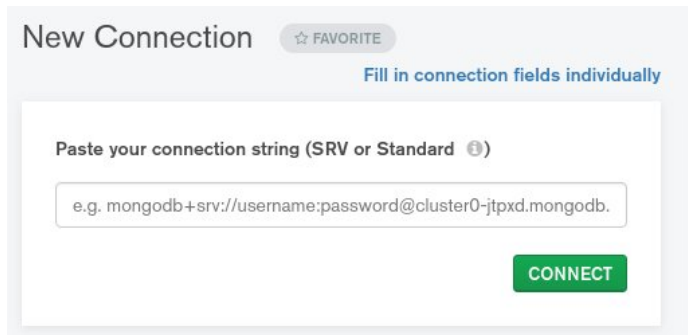 New Connection ☆ FAVORITE
Fill in connection fields individually
Paste your connection string (SRV or Standard ⓘ)
e.g. mongodb+srv://username:password@cluster0-jtpxd.mongodb.
CONNECT